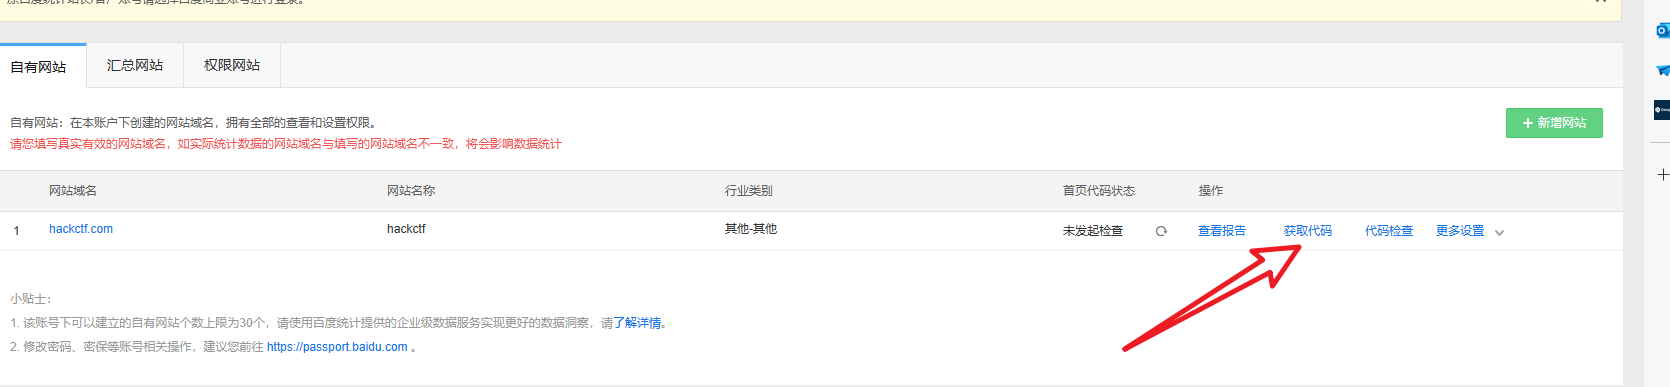 自有网站
汇总网站
权限网站
自有网站：在本账户下创建的网站域名，拥有全部的查看和设置权限。
请您填写真实有效的网站域名，如实际统计数据的网站域名与填写的网站域名不一致，将会影响数据统计
+ 新增网站
网站域名 网站名称 行业类别 首页代码状态 操作
1 hackctf.com hackctf 其他-其他 未发起检查 查看报告 获取代码 代码检查 更多设置
小贴士：
1. 该账号下可以建立的自有网站个数上限为30个，请使用百度统计提供的企业级数据服务实现更好的数据洞察，请了解详情。
2. 修改密码、密保等账号相关操作，建议您前往 https://passport.baidu.com 。